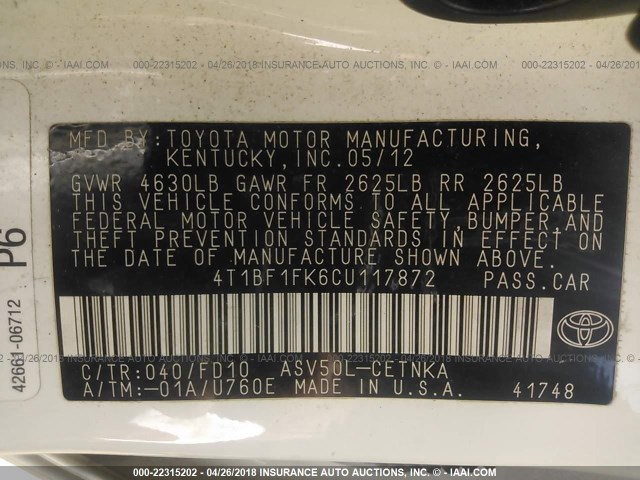 000-22315202 - 04/26/2018 INSURANCE AUTO AUCTIONS, INC. - IAAI.COM
MFD BY:TOYOTA MOTOR MANUFACTURING,
KENTUCKY,INC.05/12
GVWR 4630LB GAWR FR 2625LB RR 2625LB
THIS VEHICLE CONFORMS TO ALL APPLICABLE
FEDERAL MOTOR VEHICLE SAFETY,BUMPER,AND
THEFT PREVENTION STANDARDS IN EFFECT ON
THE DATE OF MANUFACTURE SHOWN ABOVE.
4T1BF1FK6CU117872 PASS.CAR
TOYOTA
C/TR:040/FD10 ASV50L-CETNKA
A/TM:-01A/U760E MADE IN U.S.A. 41748
P6
42661-06712
000-22315202 - 04/26/2018 INSURANCE AUTO AUCTIONS, INC. - IAAI.COM